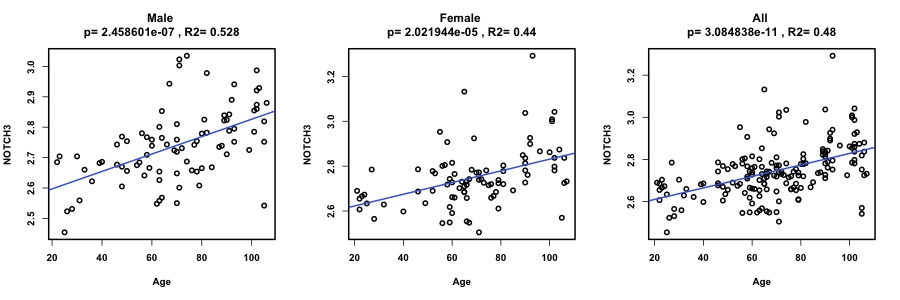 Male
p= 2.458601e-07 , R2= 0.528
NOTCH3
3.0
2.9
2.8
2.7
2.6
2.5
20 40 60 80 100
Age
Female
p= 2.021944e-05 , R2= 0.44
NOTCH3
3.2
3.0
2.8
2.6
20 40 60 80 100
Age
All
p= 3.084838e-11 , R2= 0.48
NOTCH3
3.2
3.0
2.8
2.6
20 40 60 80 100
Age